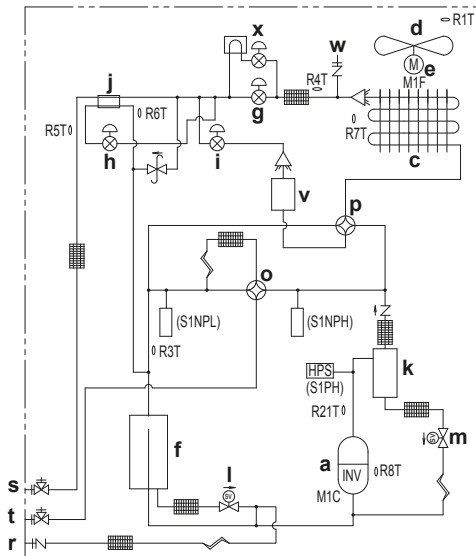 R1T
d
x
w
M
e
M1F
R4T
j
g
R6T
R5T
R7T
h
i
c
v
p
o
(S1NPL)
(S1NPH)
R3T
HPS
(S1PH)
k
R21T
f
m
SV
a
INV
R8T
l
SV
s
M1C
t
r